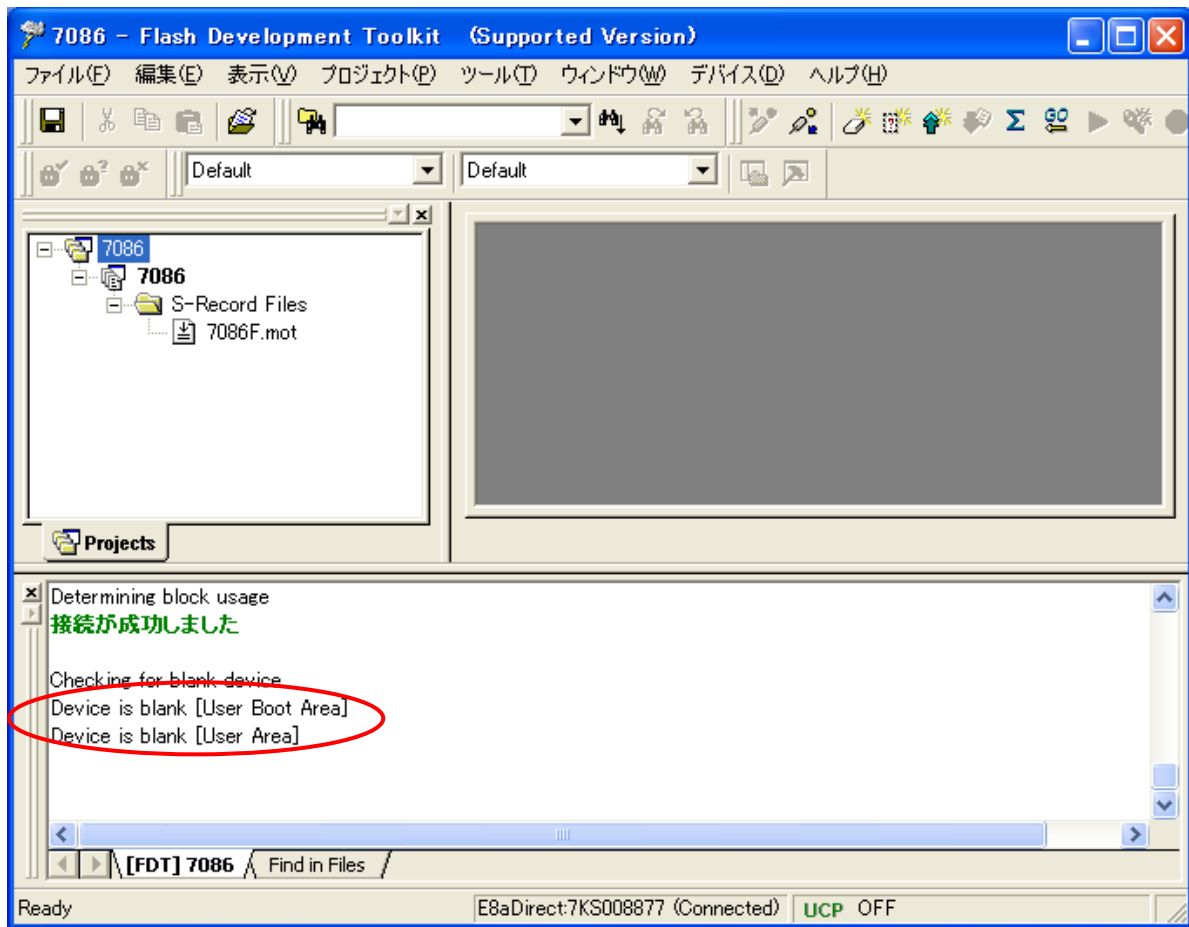 7086 - Flash Development Toolkit (Supported Version)
ファイル(F) 編集(E) 表示(V) プロジェクト(P) ツール(T) ウィンドウ(W) デバイス(D) ヘルプ(H)
Σ GO
Default Default
7086
7086
S-Record Files
7086F.mot
Projects
Determining block usage
接続が成功しました
Checking for blank device
Device is blank [User Boot Area]
Device is blank [User Area]
[FDT] 7086 Find in Files
Ready E8aDirect:7KS008877 (Connected) UCP OFF